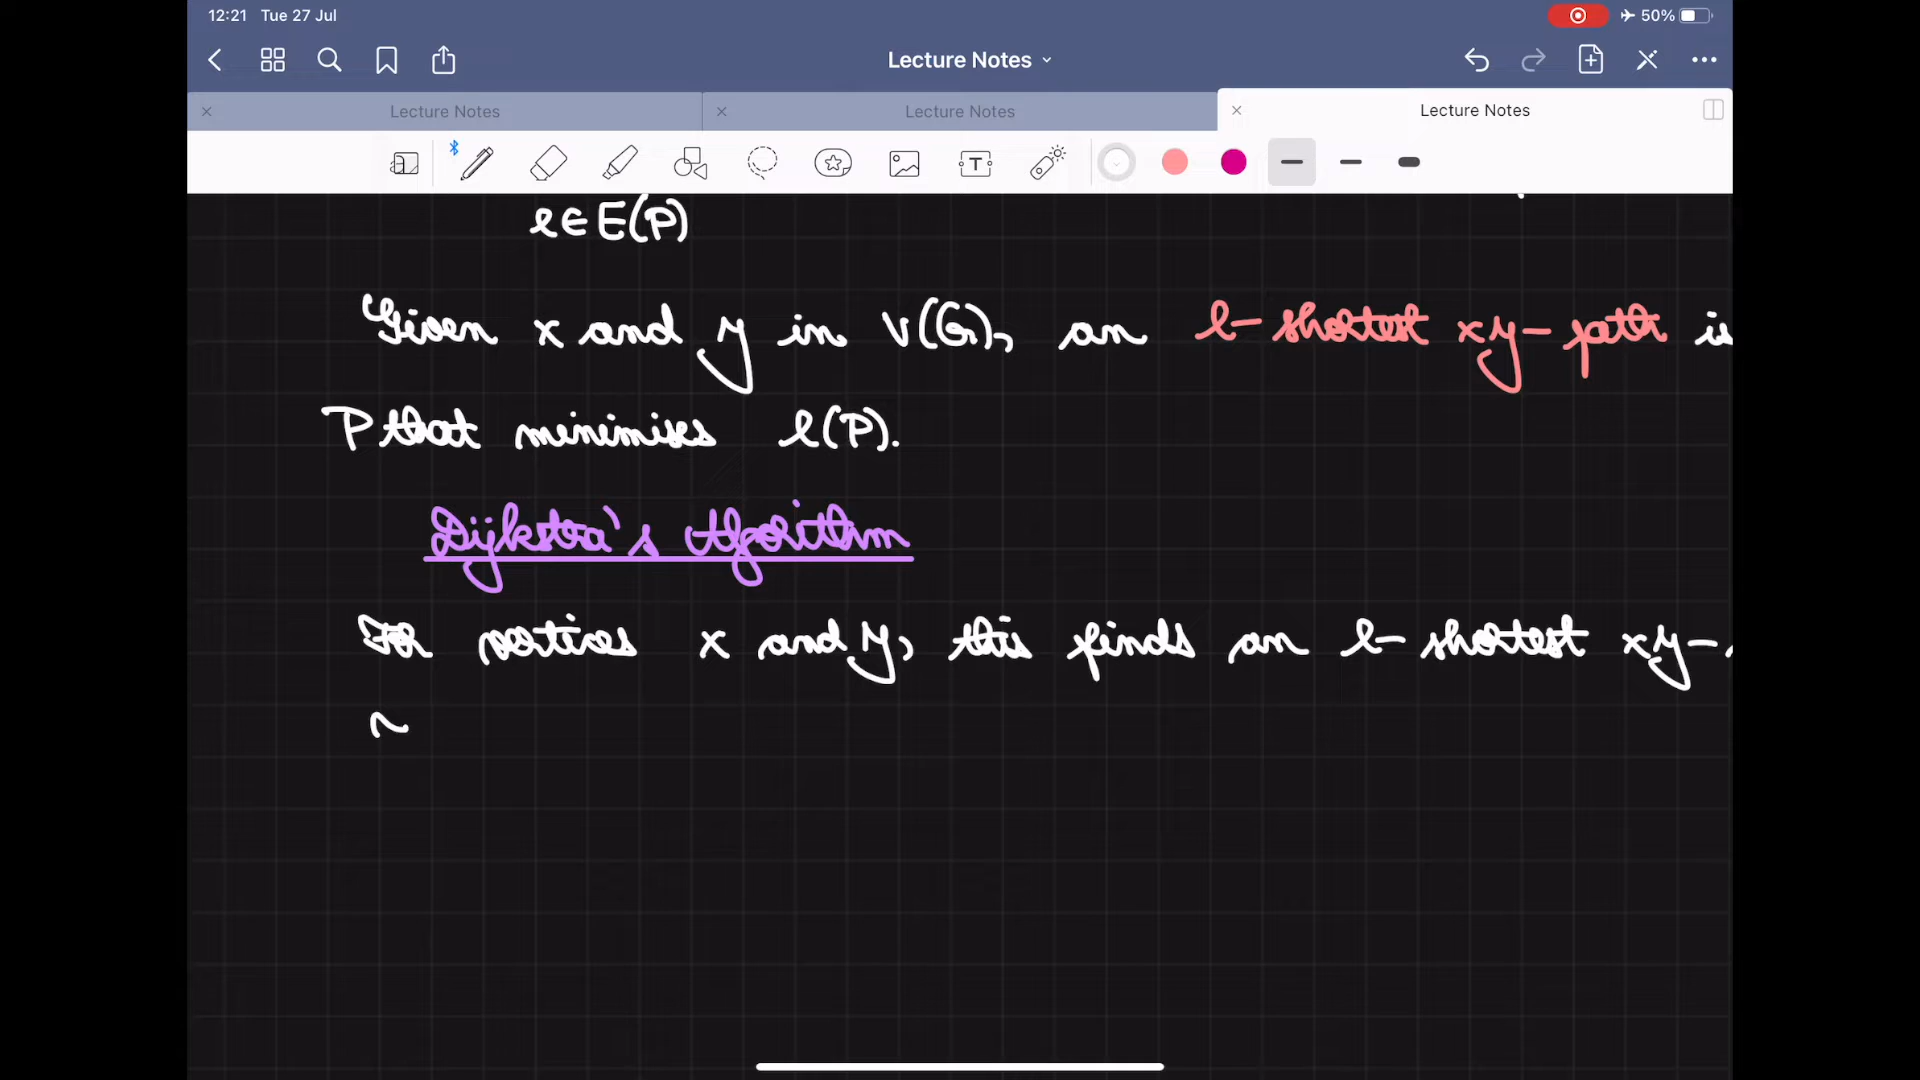 12:21 Tue 27 Jul 50%
Lecture Notes
Lecture Notes Lecture Notes Lecture Notes
e∈E(P)
Given x and y in V(G), an l-shortest xy-path is
P that minimises l(P).
Dijkstra's Algorithm
For vertices x and y, this finds an l-shortest xy-